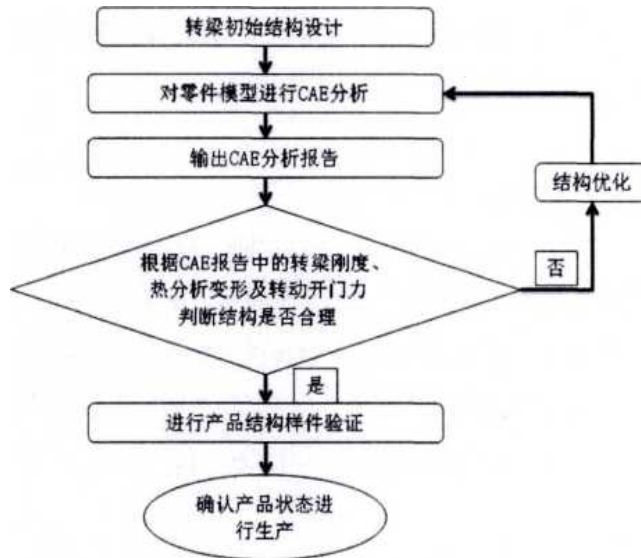 转梁初始结构设计
对零件模型进行CAE分析
输出CAE分析报告
结构优化
根据CAE报告中的转梁刚度、
热分析变形及转动开门力
判断结构是否合理
否
是
进行产品结构样件验证
确认产品状态进
行生产